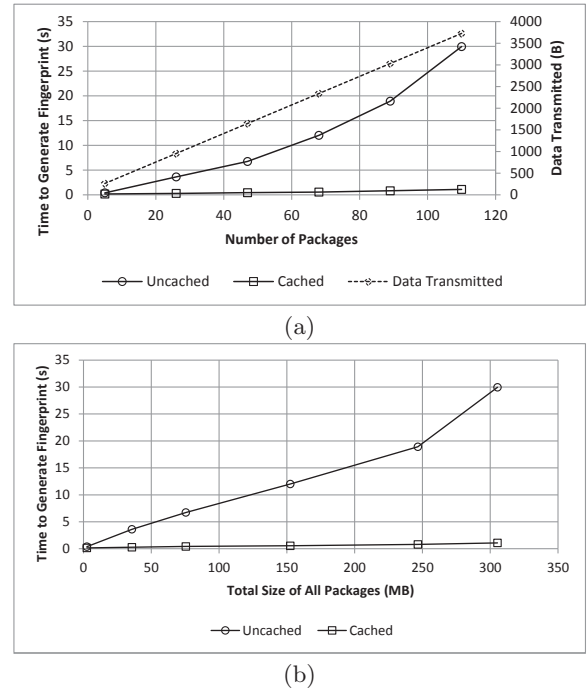 35
30
25
20
15
10
5
0
Time to Generate Fingerprint (s)
4000
3500
3000
2500
2000
1500
1000
500
0
Data Transmitted (B)
0 20 40 60 80 100 120
Number of Packages
Uncached Cached Data Transmitted
(a)
35
30
25
20
15
10
5
0
Time to Generate Fingerprint (s)
0 50 100 150 200 250 300 350
Total Size of All Packages (MB)
Uncached Cached
(b)